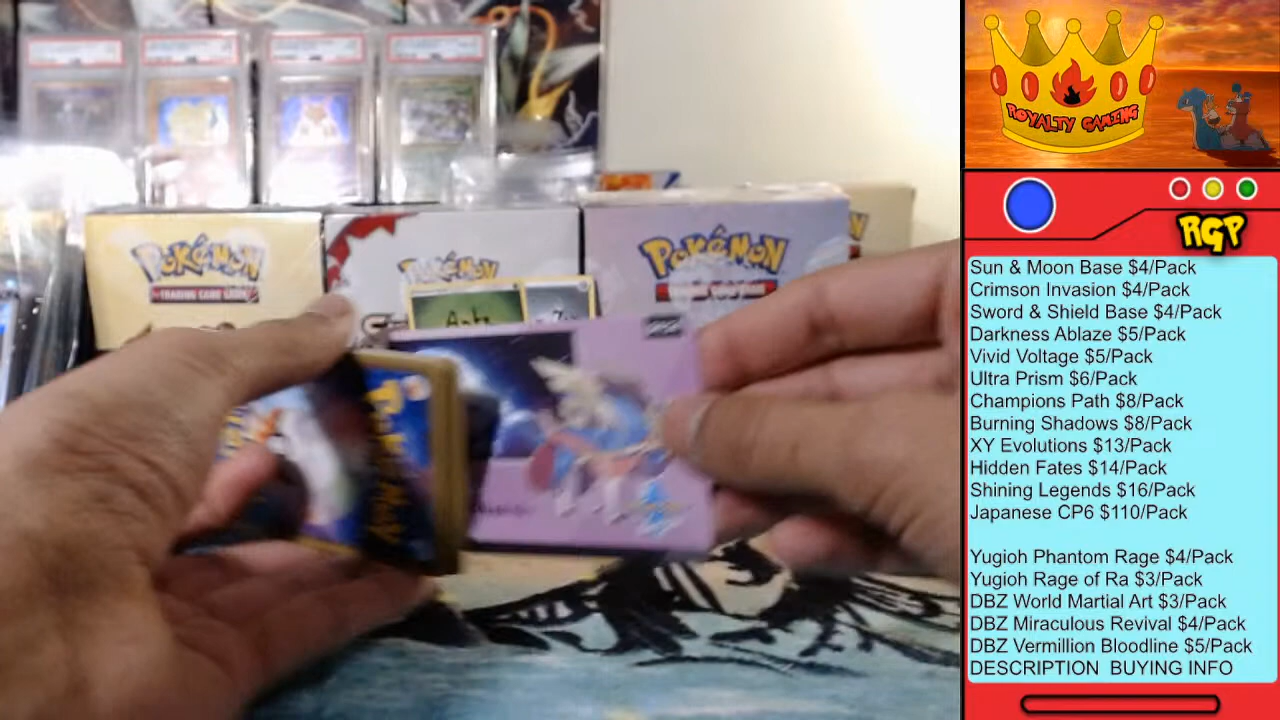 ROYALTY GAMING
RGP
Sun & Moon Base $4/Pack
Crimson Invasion $4/Pack
Sword & Shield Base $4/Pack
Darkness Ablaze $5/Pack
Vivid Voltage $5/Pack
Ultra Prism $6/Pack
Champions Path $8/Pack
Burning Shadows $8/Pack
XY Evolutions $13/Pack
Hidden Fates $14/Pack
Shining Legends $16/Pack
Japanese CP6 $110/Pack
Yugioh Phantom Rage $4/Pack
Yugioh Rage of Ra $3/Pack
DBZ World Martial Art $3/Pack
DBZ Miraculous Revival $4/Pack
DBZ Vermillion Bloodline $5/Pack
DESCRIPTION BUYING INFO
POKéMON
TRADING CARD GAME
POKéMON
POKéMON